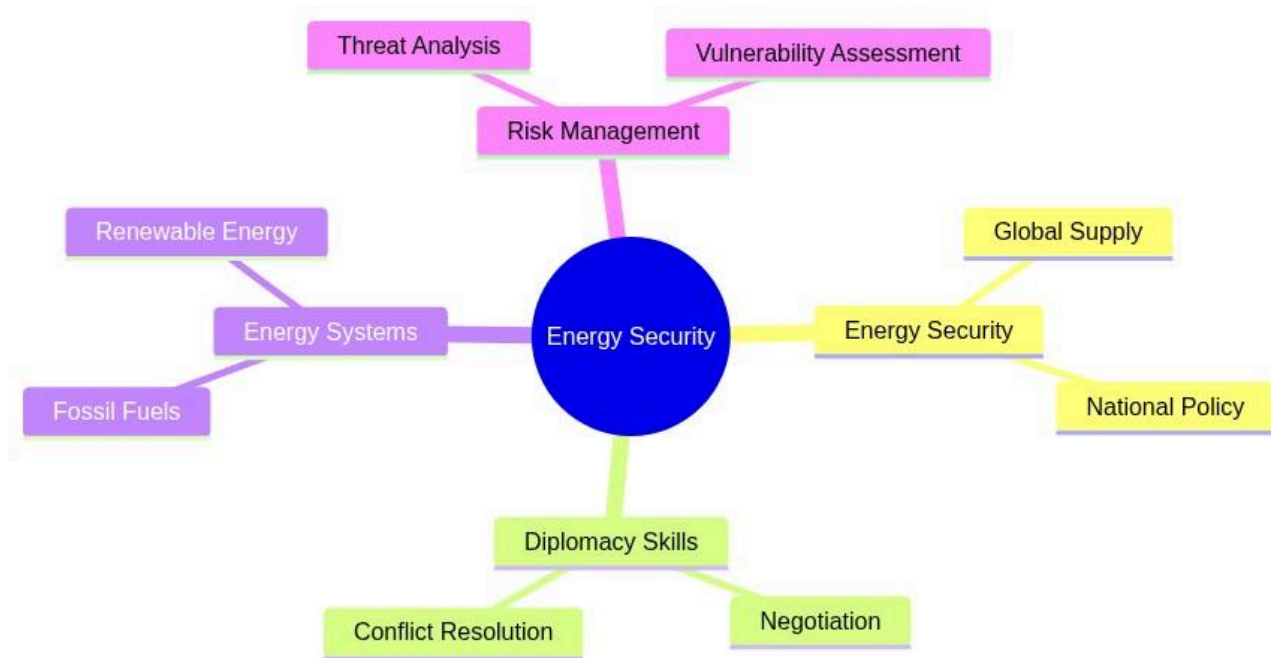 Threat Analysis
Vulnerability Assessment
Risk Management
Renewable Energy
Global Supply
Energy Systems
Energy Security
Energy Security
Fossil Fuels
National Policy
Diplomacy Skills
Conflict Resolution
Negotiation